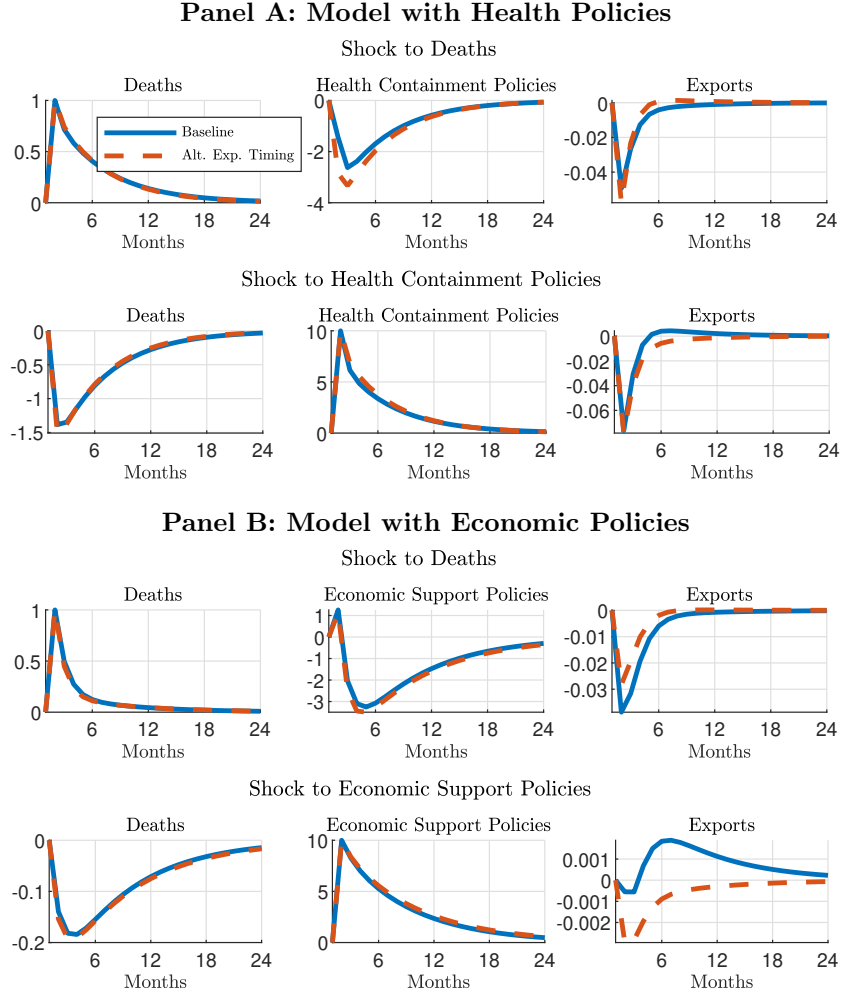 Panel A: Model with Health Policies
Shock to Deaths
Deaths
Health Containment Policies
Exports
1
0.5
0
Baseline
Alt. Exp. Timing
0
-2
-4
0
-0.02
-0.04
6 12 18 24
6 12 18 24
6 12 18 24
Months
Months
Months
Shock to Health Containment Policies
Deaths
Health Containment Policies
Exports
0
-0.5
-1
-1.5
10
5
0
0
-0.02
-0.04
-0.06
6 12 18 24
6 12 18 24
6 12 18 24
Months
Months
Months
Panel B: Model with Economic Policies
Shock to Deaths
Deaths
Economic Support Policies
Exports
1
0.5
0
1
0
-1
-2
-3
0
-0.01
-0.02
-0.03
6 12 18 24
6 12 18 24
6 12 18 24
Months
Months
Months
Shock to Economic Support Policies
Deaths
Economic Support Policies
Exports
0
-0.1
-0.2
10
5
0
0.001
0
-0.001
-0.002
6 12 18 24
6 12 18 24
6 12 18 24
Months
Months
Months